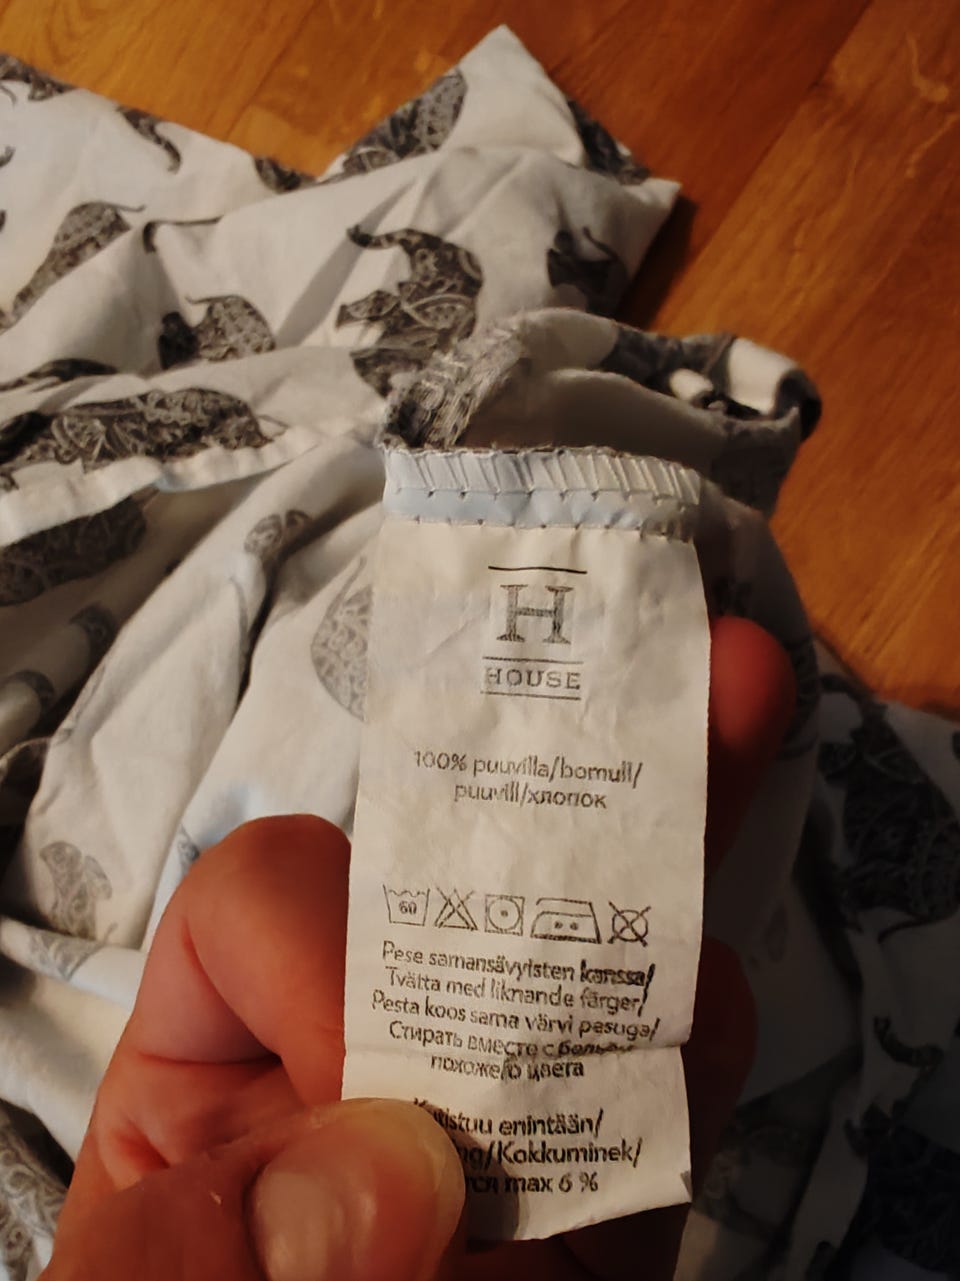 H
HOUSE
100% puuvilla/bomull/
puuvill/хлопок
60
Pese samansävyisten kanssa/
Tvätta med liknande färger/
Pesta koos sama värvi pesuga/
Стирать вместе с бельем
похожего цвета
enintään/
/Kokkuminek/
max 6 %